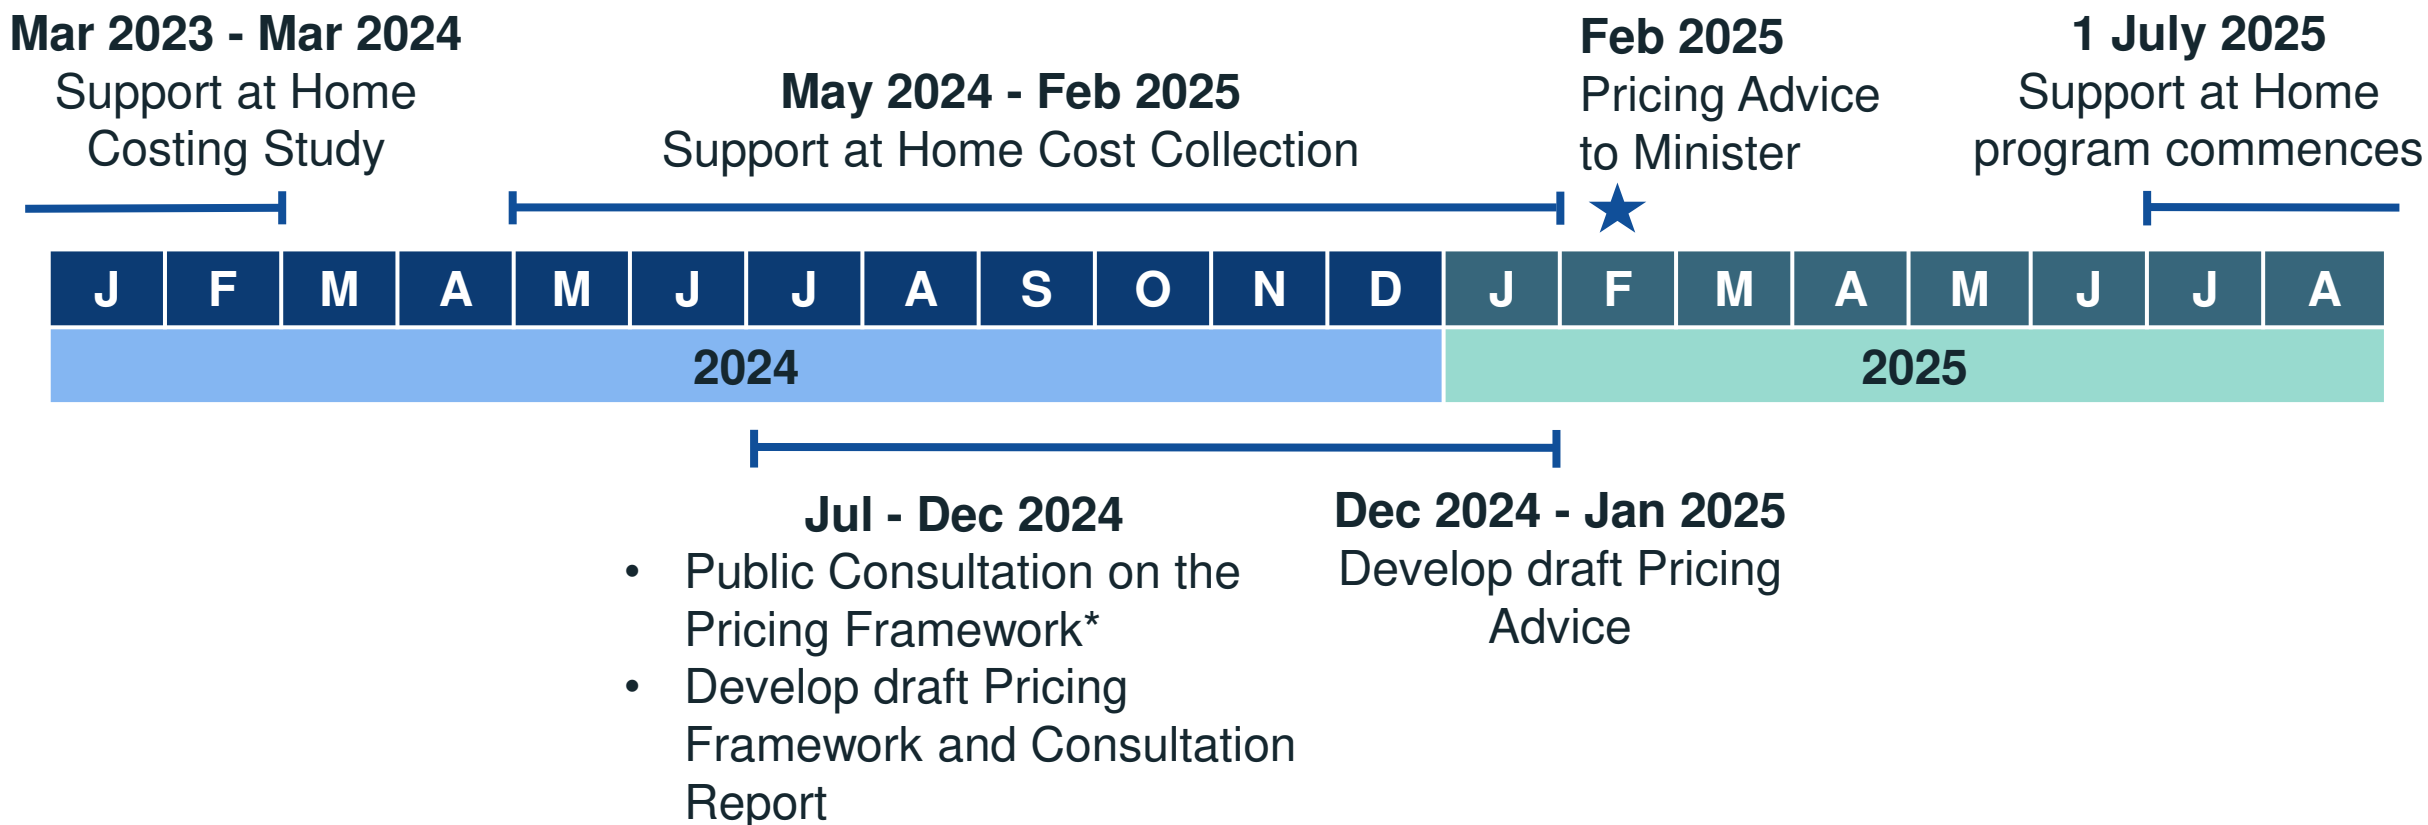 Mar 2023 - Mar 2024
Support at Home
Costing Study
May 2024 - Feb 2025
Support at Home Cost Collection
Feb 2025
Pricing Advice
to Minister
1 July 2025
Support at Home
program commences
J F M A M J J A S O N D J F M A M J J A
2024 2025
Jul - Dec 2024
• Public Consultation on the
Pricing Framework*
• Develop draft Pricing
Framework and Consultation
Report
Dec 2024 - Jan 2025
Develop draft Pricing
Advice